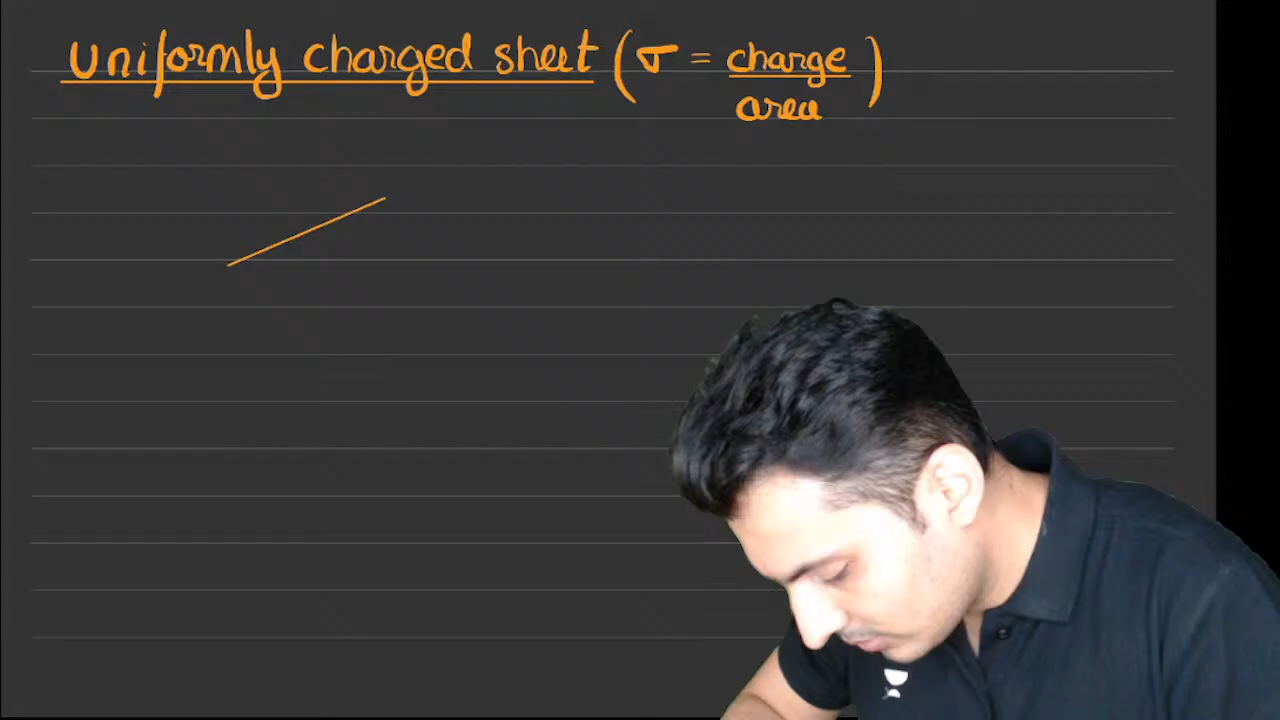 uniformly charged sheet (σ = charge/area)